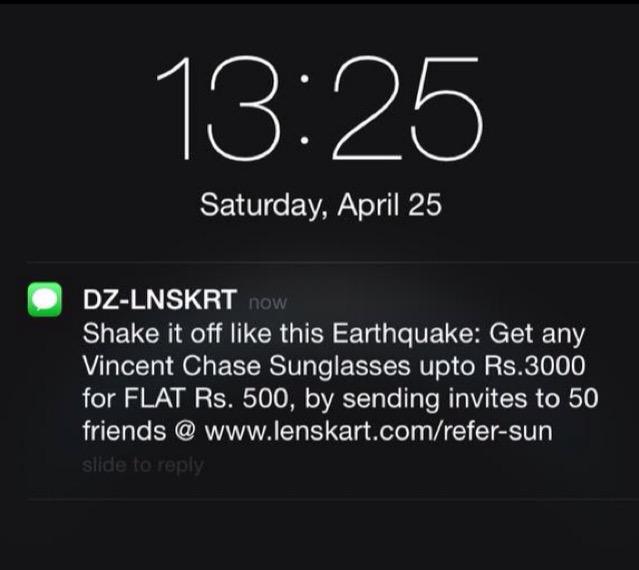 13:25
Saturday, April 25
DZ-LNSKRT now
Shake it off like this Earthquake: Get any
Vincent Chase Sunglasses upto Rs.3000
for FLAT Rs. 500, by sending invites to 50
friends @ www.lenskart.com/refer-sun
slide to reply